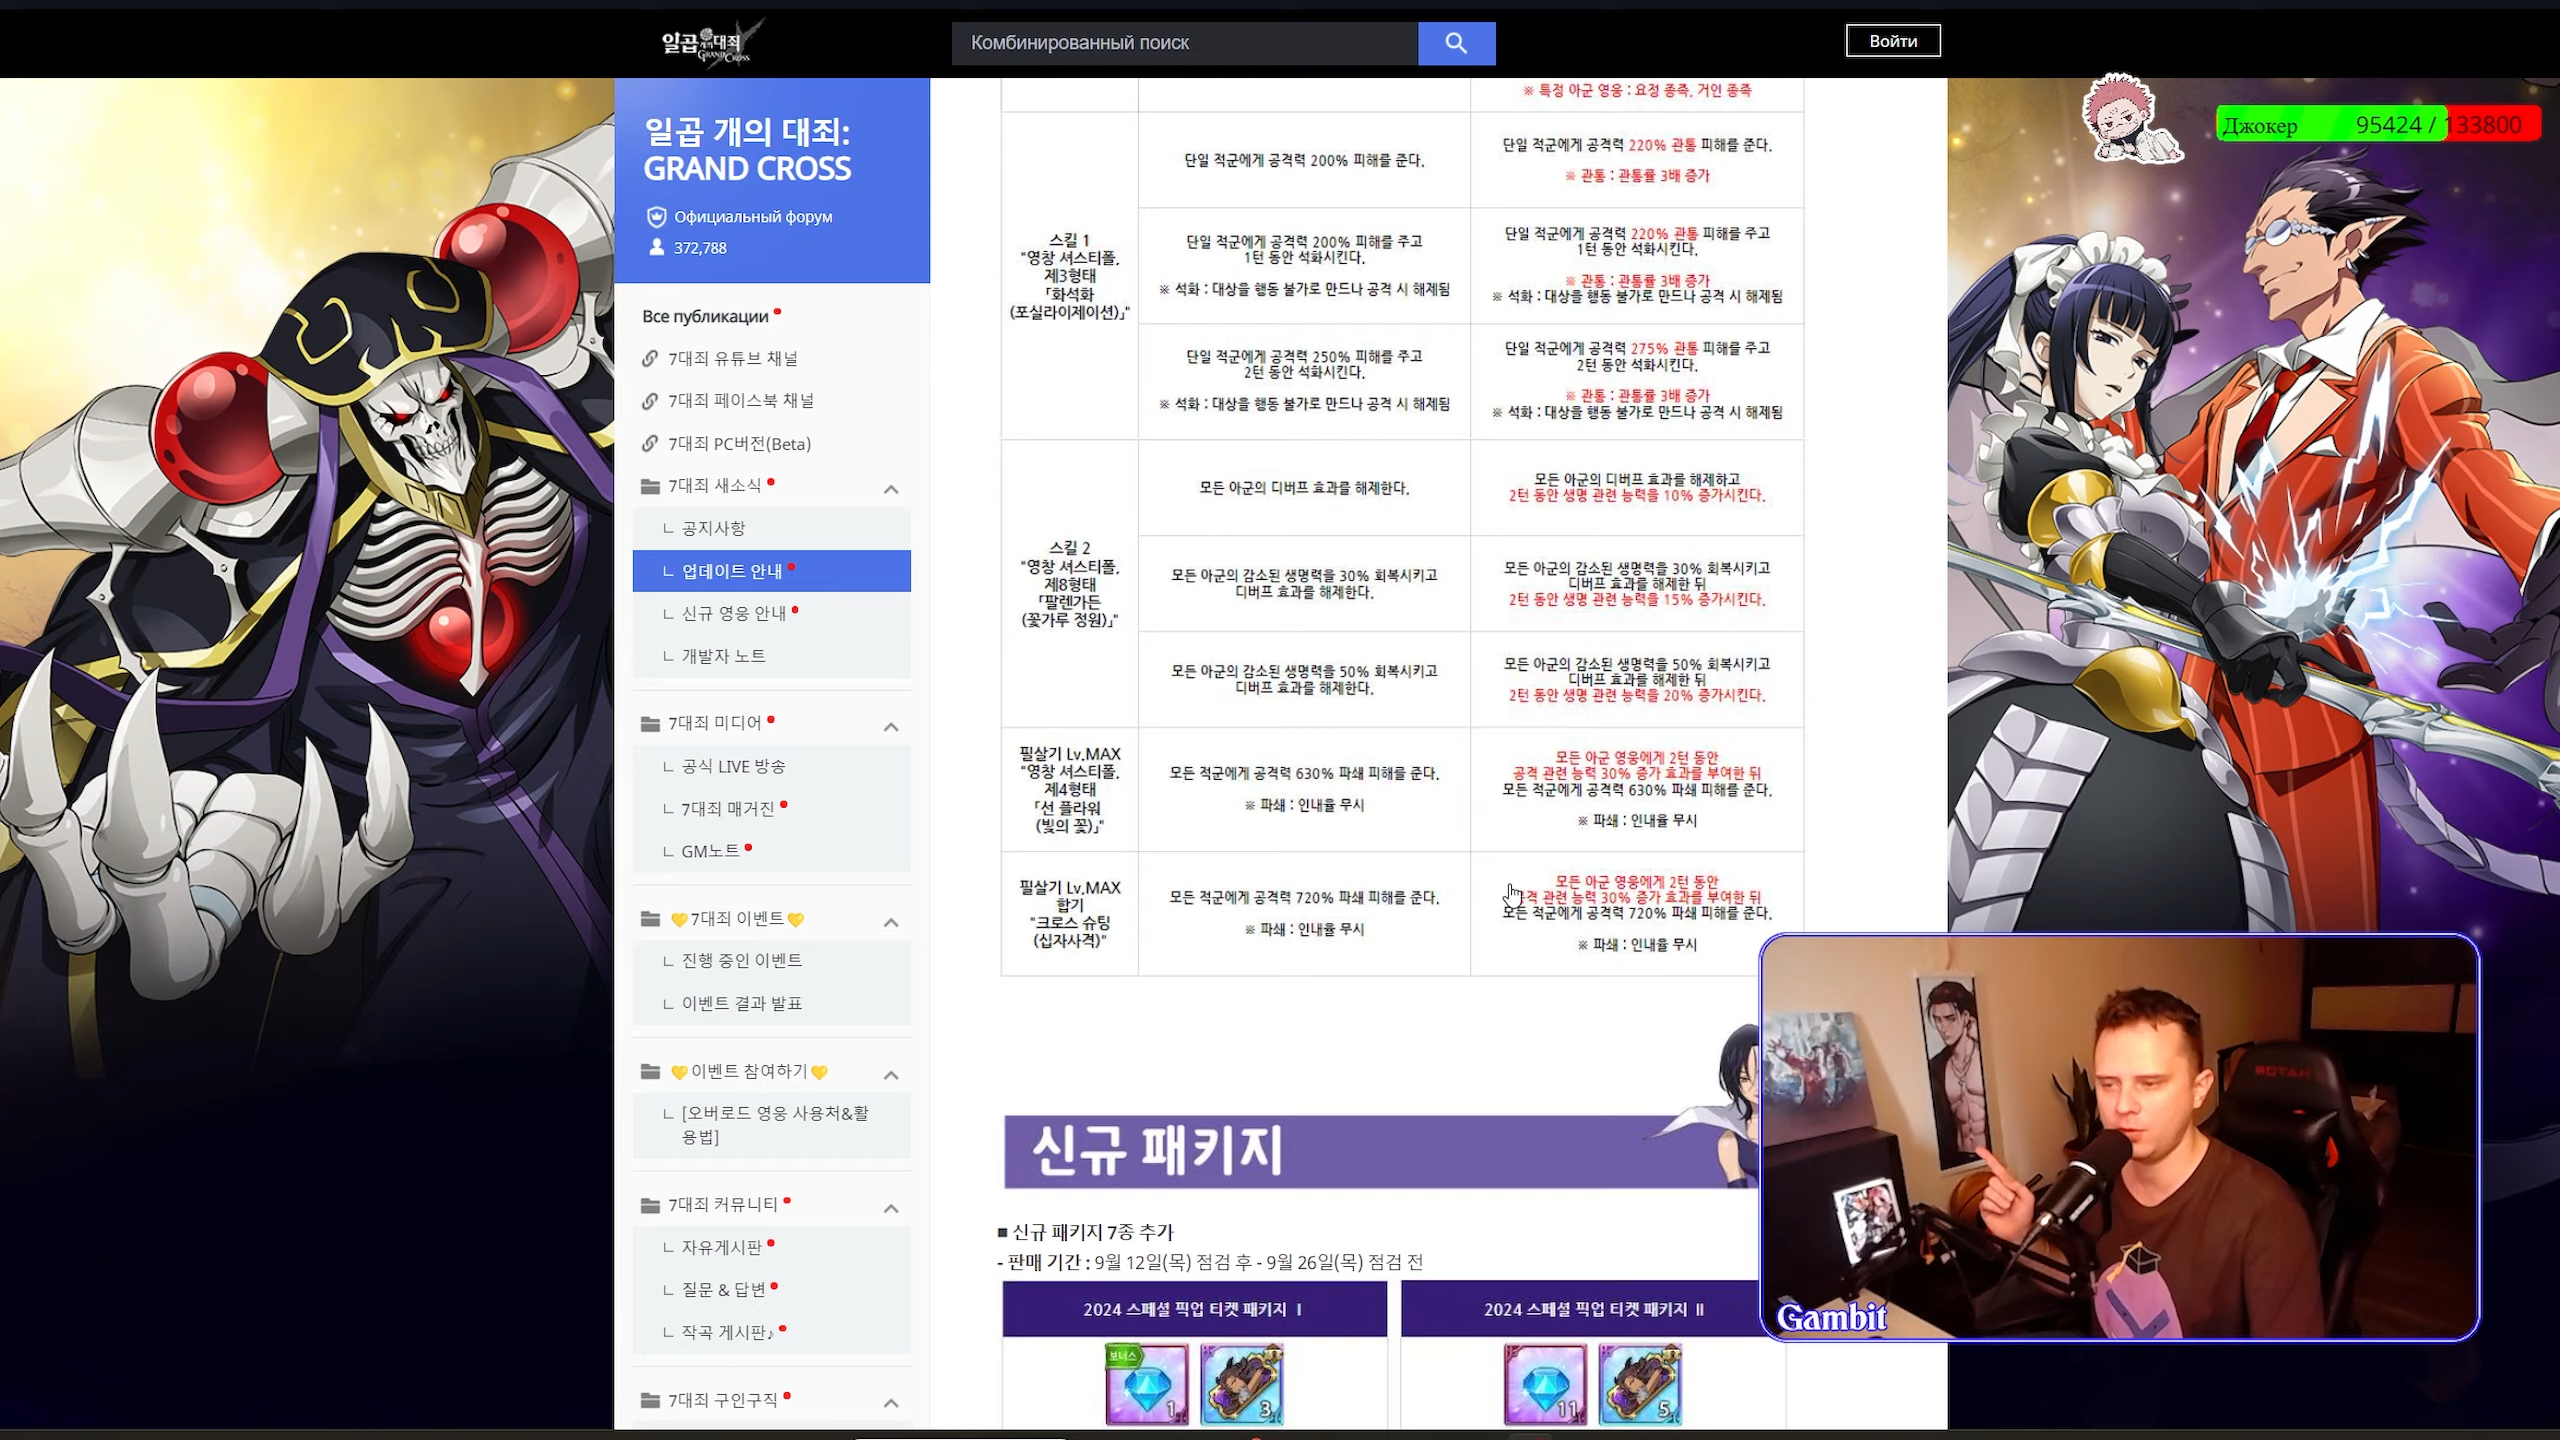 일곱 개의 대죄
GRAND CROSS
Комбинированный поиск
Войти
Джокер 95424 / 133800
일곱 개의 대죄:
GRAND CROSS
Официальный форум
372,788
Все публикации
7대죄 유튜브 채널
7대죄 페이스북 채널
7대죄 PC버전(Beta)
7대죄 새소식
ㄴ 공지사항
ㄴ 업데이트 안내
ㄴ 신규 영웅 안내
ㄴ 개발자 노트
7대죄 미디어
ㄴ 공식 LIVE 방송
ㄴ 7대죄 매거진
ㄴ GM노트
💛7대죄 이벤트💛
ㄴ 진행 중인 이벤트
ㄴ 이벤트 결과 발표
💛이벤트 참여하기💛
ㄴ [오버로드 영웅 사용처&활
용법]
7대죄 커뮤니티
ㄴ 자유게시판
ㄴ 질문 & 답변
ㄴ 작곡 게시판♪
7대죄 구인구직
※ 특정 아군 영웅 : 요정 종족, 거인 종족
스킬 1
"영창 셔스티폴,
제3형태
「화석화
(포실라이제이션)」"
단일 적군에게 공격력 200% 피해를 준다.
단일 적군에게 공격력 220% 관통 피해를 준다.
※ 관통 : 관통률 3배 증가
단일 적군에게 공격력 200% 피해를 주고
1턴 동안 석화시킨다.
※ 석화 : 대상을 행동 불가로 만드나 공격 시 해제됨
단일 적군에게 공격력 220% 관통 피해를 주고
1턴 동안 석화시킨다.
※ 관통 : 관통률 3배 증가
※ 석화 : 대상을 행동 불가로 만드나 공격 시 해제됨
단일 적군에게 공격력 250% 피해를 주고
2턴 동안 석화시킨다.
※ 석화 : 대상을 행동 불가로 만드나 공격 시 해제됨
단일 적군에게 공격력 275% 관통 피해를 주고
2턴 동안 석화시킨다.
※ 관통 : 관통률 3배 증가
※ 석화 : 대상을 행동 불가로 만드나 공격 시 해제됨
스킬 2
"영창 셔스티폴,
제8형태
「팔렌가든
(꽃가루 정원)」"
모든 아군의 디버프 효과를 해제한다.
모든 아군의 디버프 효과를 해제하고
2턴 동안 생명 관련 능력을 10% 증가시킨다.
모든 아군의 감소된 생명력을 30% 회복시키고
디버프 효과를 해제한다.
모든 아군의 감소된 생명력을 30% 회복시키고
디버프 효과를 해제한 뒤
2턴 동안 생명 관련 능력을 15% 증가시킨다.
모든 아군의 감소된 생명력을 50% 회복시키고
디버프 효과를 해제한다.
모든 아군의 감소된 생명력을 50% 회복시키고
디버프 효과를 해제한 뒤
2턴 동안 생명 관련 능력을 20% 증가시킨다.
필살기 Lv.MAX
"영창 셔스티폴,
제4형태
「선 플라워
(빛의 꽃)」"
모든 적군에게 공격력 630% 파쇄 피해를 준다.
※ 파쇄 : 인내율 무시
모든 아군 영웅에게 2턴 동안
공격 관련 능력 30% 증가 효과를 부여한 뒤
모든 적군에게 공격력 630% 파쇄 피해를 준다.
※ 파쇄 : 인내율 무시
필살기 Lv.MAX
합기
"크로스 슈팅
(십자사격)"
모든 적군에게 공격력 720% 파쇄 피해를 준다.
※ 파쇄 : 인내율 무시
모든 아군 영웅에게 2턴 동안
격 관련 능력 30% 증가 효과를 부여한 뒤
모든 적군에게 공격력 720% 파쇄 피해를 준다.
※ 파쇄 : 인내율 무시
신규 패키지
■ 신규 패키지 7종 추가
- 판매 기간 : 9월 12일(목) 점검 후 - 9월 26일(목) 점검 전
2024 스페셜 픽업 티켓 패키지 Ⅰ
2024 스페셜 픽업 티켓 패키지 Ⅱ
보너스
1
3
11
5
HATOR
Gambit